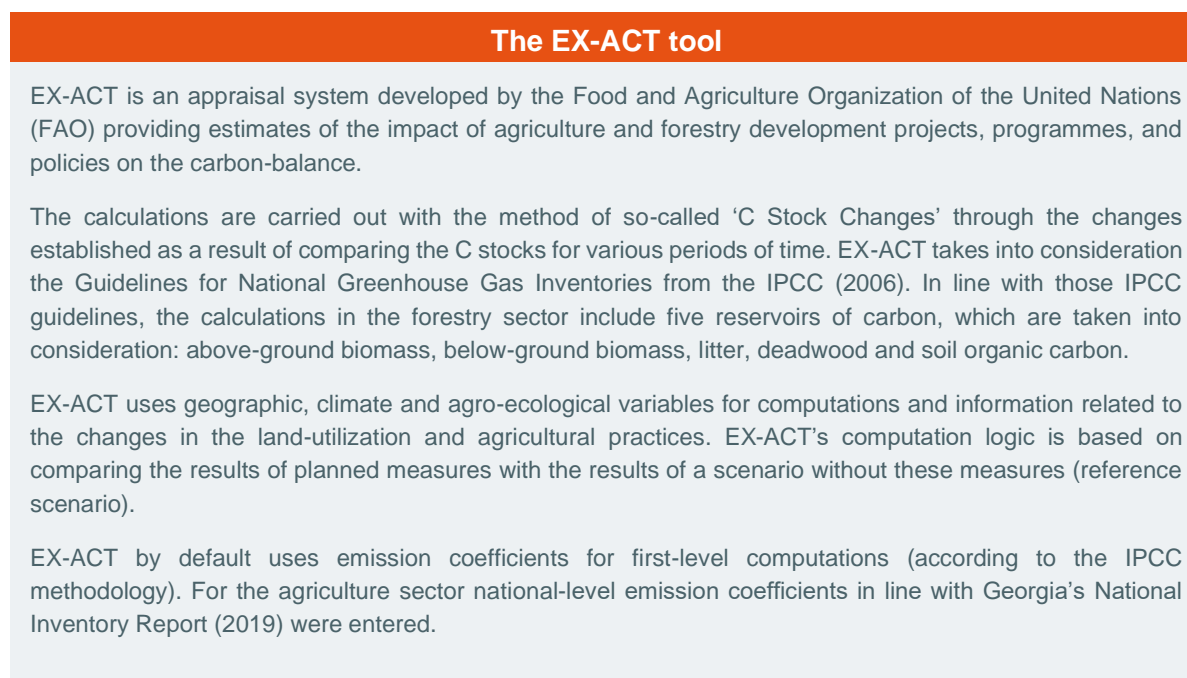 The EX-ACT tool
EX-ACT is an appraisal system developed by the Food and Agriculture Organization of the United Nations
(FAO) providing estimates of the impact of agriculture and forestry development projects, programmes, and
policies on the carbon-balance.
The calculations are carried out with the method of so-called ‘C Stock Changes’ through the changes
established as a result of comparing the C stocks for various periods of time. EX-ACT takes into consideration
the Guidelines for National Greenhouse Gas Inventories from the IPCC (2006). In line with those IPCC
guidelines, the calculations in the forestry sector include five reservoirs of carbon, which are taken into
consideration: above-ground biomass, below-ground biomass, litter, deadwood and soil organic carbon.
EX-ACT uses geographic, climate and agro-ecological variables for computations and information related to
the changes in the land-utilization and agricultural practices. EX-ACT’s computation logic is based on
comparing the results of planned measures with the results of a scenario without these measures (reference
scenario).
EX-ACT by default uses emission coefficients for first-level computations (according to the IPCC
methodology). For the agriculture sector national-level emission coefficients in line with Georgia’s National
Inventory Report (2019) were entered.